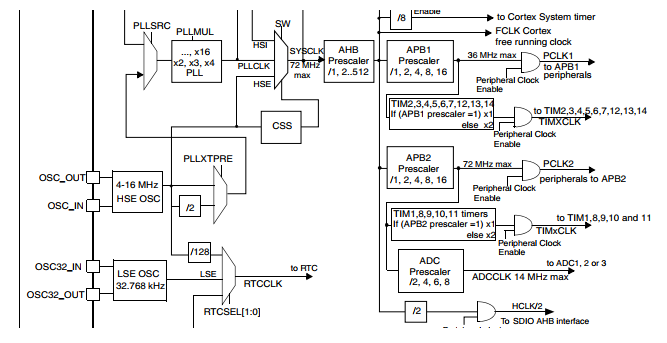 /8
Enable
to Cortex System timer
FCLK Cortex
free running clock
PLLSRC
PLLMUL
SW
..., x16
x2, x3, x4
PLL
HSI
PLLCLK
HSE
SYSCLK
72 MHz
max
AHB
Prescaler
/1, 2..512
APB1
Prescaler
/1, 2, 4, 8, 16
36 MHz max
PCLK1
to APB1
peripherals
Peripheral Clock
Enable
TIM2,3,4,5,6,7,12,13,14
If (APB1 prescaler =1) x1
else x2
to TIM2,3,4,5,6,7,12,13,14
TIMXCLK
Peripheral Clock
Enable
CSS
PLLXTPRE
OSC_OUT
OSC_IN
4-16 MHz
HSE OSC
/2
APB2
Prescaler
/1, 2, 4, 8, 16
72 MHz max
PCLK2
peripherals to APB2
Peripheral Clock
Enable
TIM1,8,9,10,11 timers
If (APB2 prescaler =1) x1
else x2
to TIM1,8,9,10 and 11
TIMxCLK
Peripheral Clock
Enable
/128
OSC32_IN
OSC32_OUT
LSE OSC
32.768 kHz
LSE
to RTC
RTCCLK
RTCSEL[1:0]
ADC
Prescaler
/2, 4, 6, 8
to ADC1, 2 or 3
ADCCLK 14 MHz max
/2
HCLK/2
To SDIO AHB interface